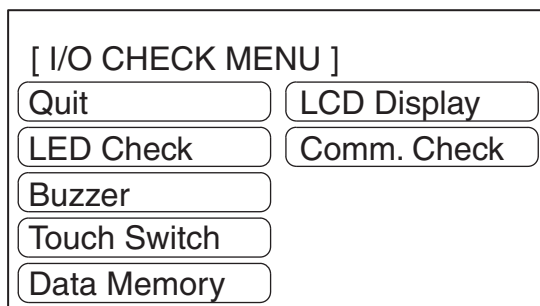 [ I/O CHECK MENU ]
Quit
LED Check
Buzzer
Touch Switch
Data Memory
LCD Display
Comm. Check